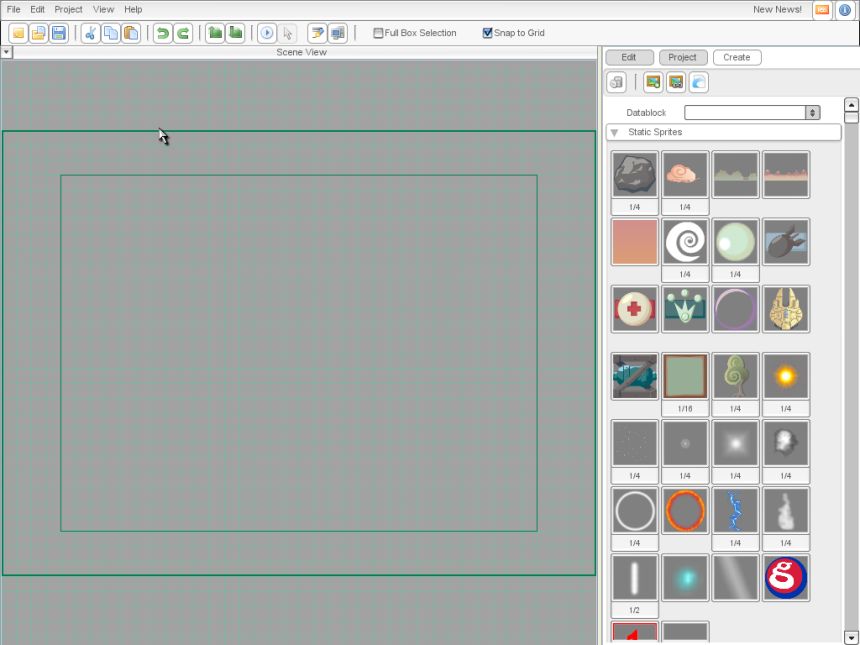 File Edit Project View Help New News!
Full Box Selection Snap to Grid
Scene View
Edit Project Create
Datablock
Static Sprites
1/4 1/4
1/4 1/4
1/16 1/4 1/4
1/4 1/4 1/4 1/4
1/4 1/4 1/4
1/2
g